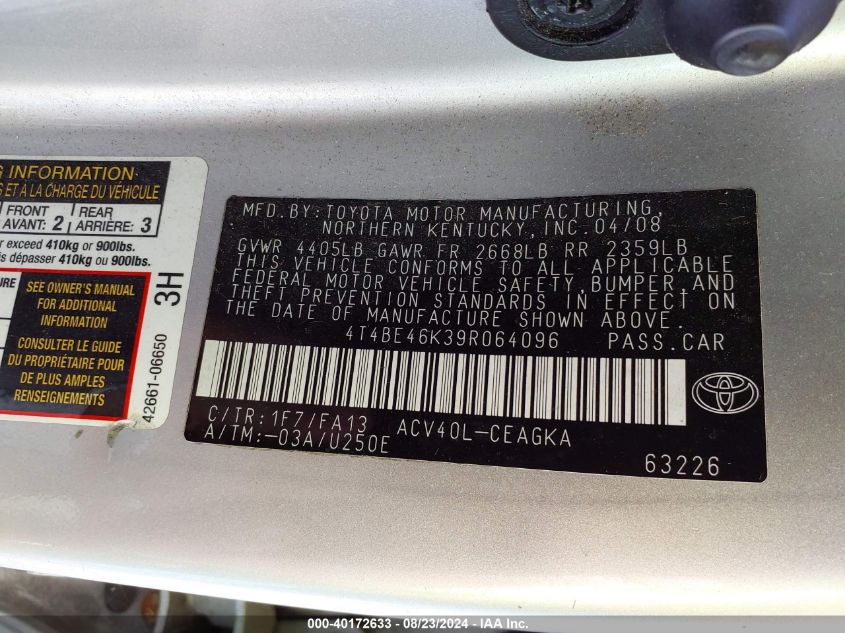 G INFORMATION
S ET À LA CHARGE DU VÉHICULE
FRONT
AVANT: 2
REAR
ARRIÈRE: 3
exceed 410kg or 900lbs.
dépasser 410 kg ou 900lbs.
SEE OWNER'S MANUAL
FOR ADDITIONAL
INFORMATION
CONSULTER LE GUIDE
DU PROPRIÉTAIRE POUR
DE PLUS AMPLES
RENSEIGNEMENTS
3H
42661-06650
MFD.BY:TOYOTA MOTOR MANUFACTURING,
NORTHERN KENTUCKY, INC.04/08
GVWR 4405LB GAWR FR 2668LB RR 2359LB
THIS VEHICLE CONFORMS TO ALL APPLICABLE
FEDERAL MOTOR VEHICLE SAFETY,BUMPER,AND
THEFT PREVENTION STANDARDS IN EFFECT ON
THE DATE OF MANUFACTURE SHOWN ABOVE.
4T4BE46K39R064096 PASS.CAR
C/TR:1F7/FA13 ACV40L-CEAGKA
A/TM:-03A/U250E
63226
000-40172633 - 08/23/2024 - Copyright © 2024 IAA, Inc.